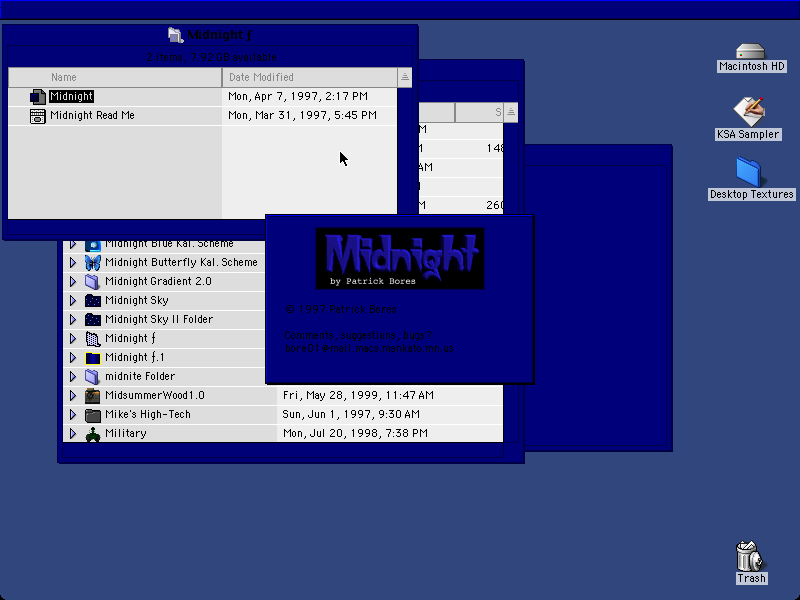 Midnight ƒ
Name
Date Modified
Midnight
Mon, Apr 7, 1997, 2:17 PM
Midnight Read Me
Mon, Mar 31, 1997, 5:45 PM
S
M
148
AM
M
260
Midnight Blue Kal. Scheme
Midnight Butterfly Kal. Scheme
Midnight Gradient 2.0
Midnight Sky
Midnight Sky II Folder
Midnight ƒ
Midnight ƒ.1
midnite Folder
MidsummerWood1.0
Fri, May 28, 1999, 11:47 AM
Mike's High-Tech
Sun, Jun 1, 1997, 9:30 AM
Military
Mon, Jul 20, 1998, 7:38 PM
Midnight
by Patrick Bores
© 1997 Patrick Bores
comments, suggestions, bugs?
Macintosh HD
KSA Sampler
Desktop Textures
Trash